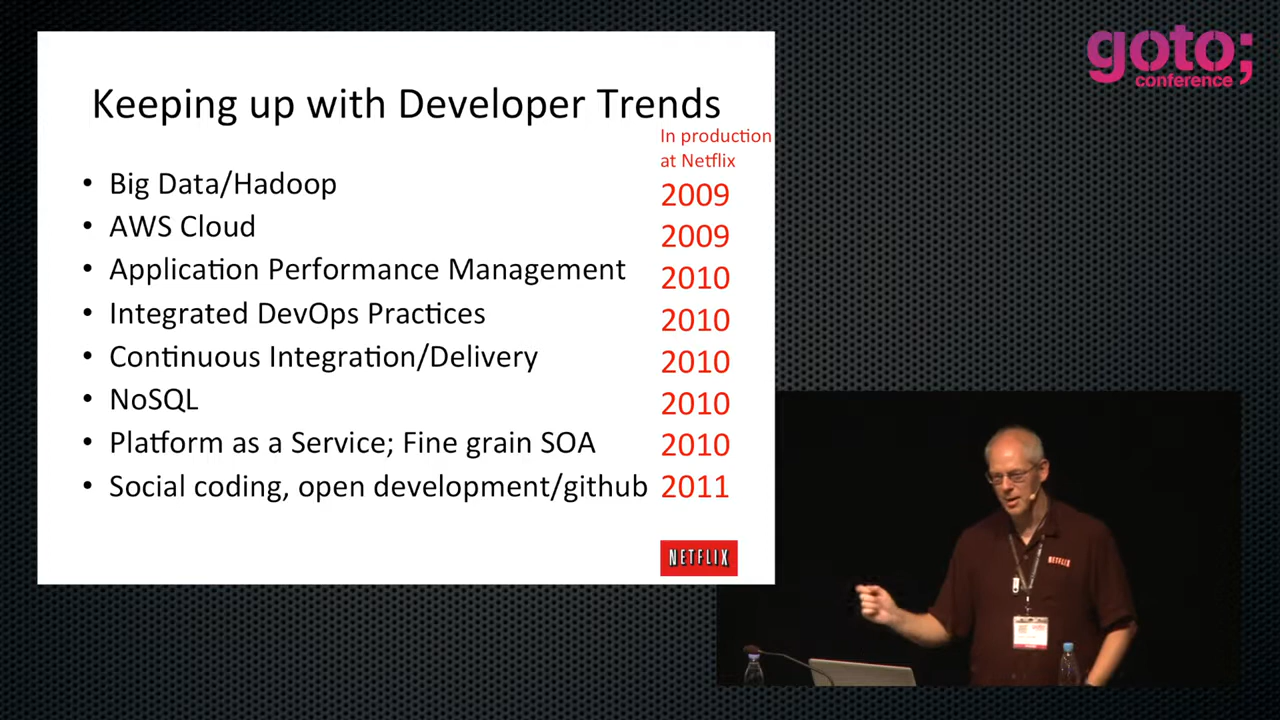 goto;
conference
Keeping up with Developer Trends
In production
at Netflix
• Big Data/Hadoop 2009
• AWS Cloud 2009
• Application Performance Management 2010
• Integrated DevOps Practices 2010
• Continuous Integration/Delivery 2010
• NoSQL 2010
• Platform as a Service; Fine grain SOA 2010
• Social coding, open development/github 2011
NETFLIX
NETFLIX